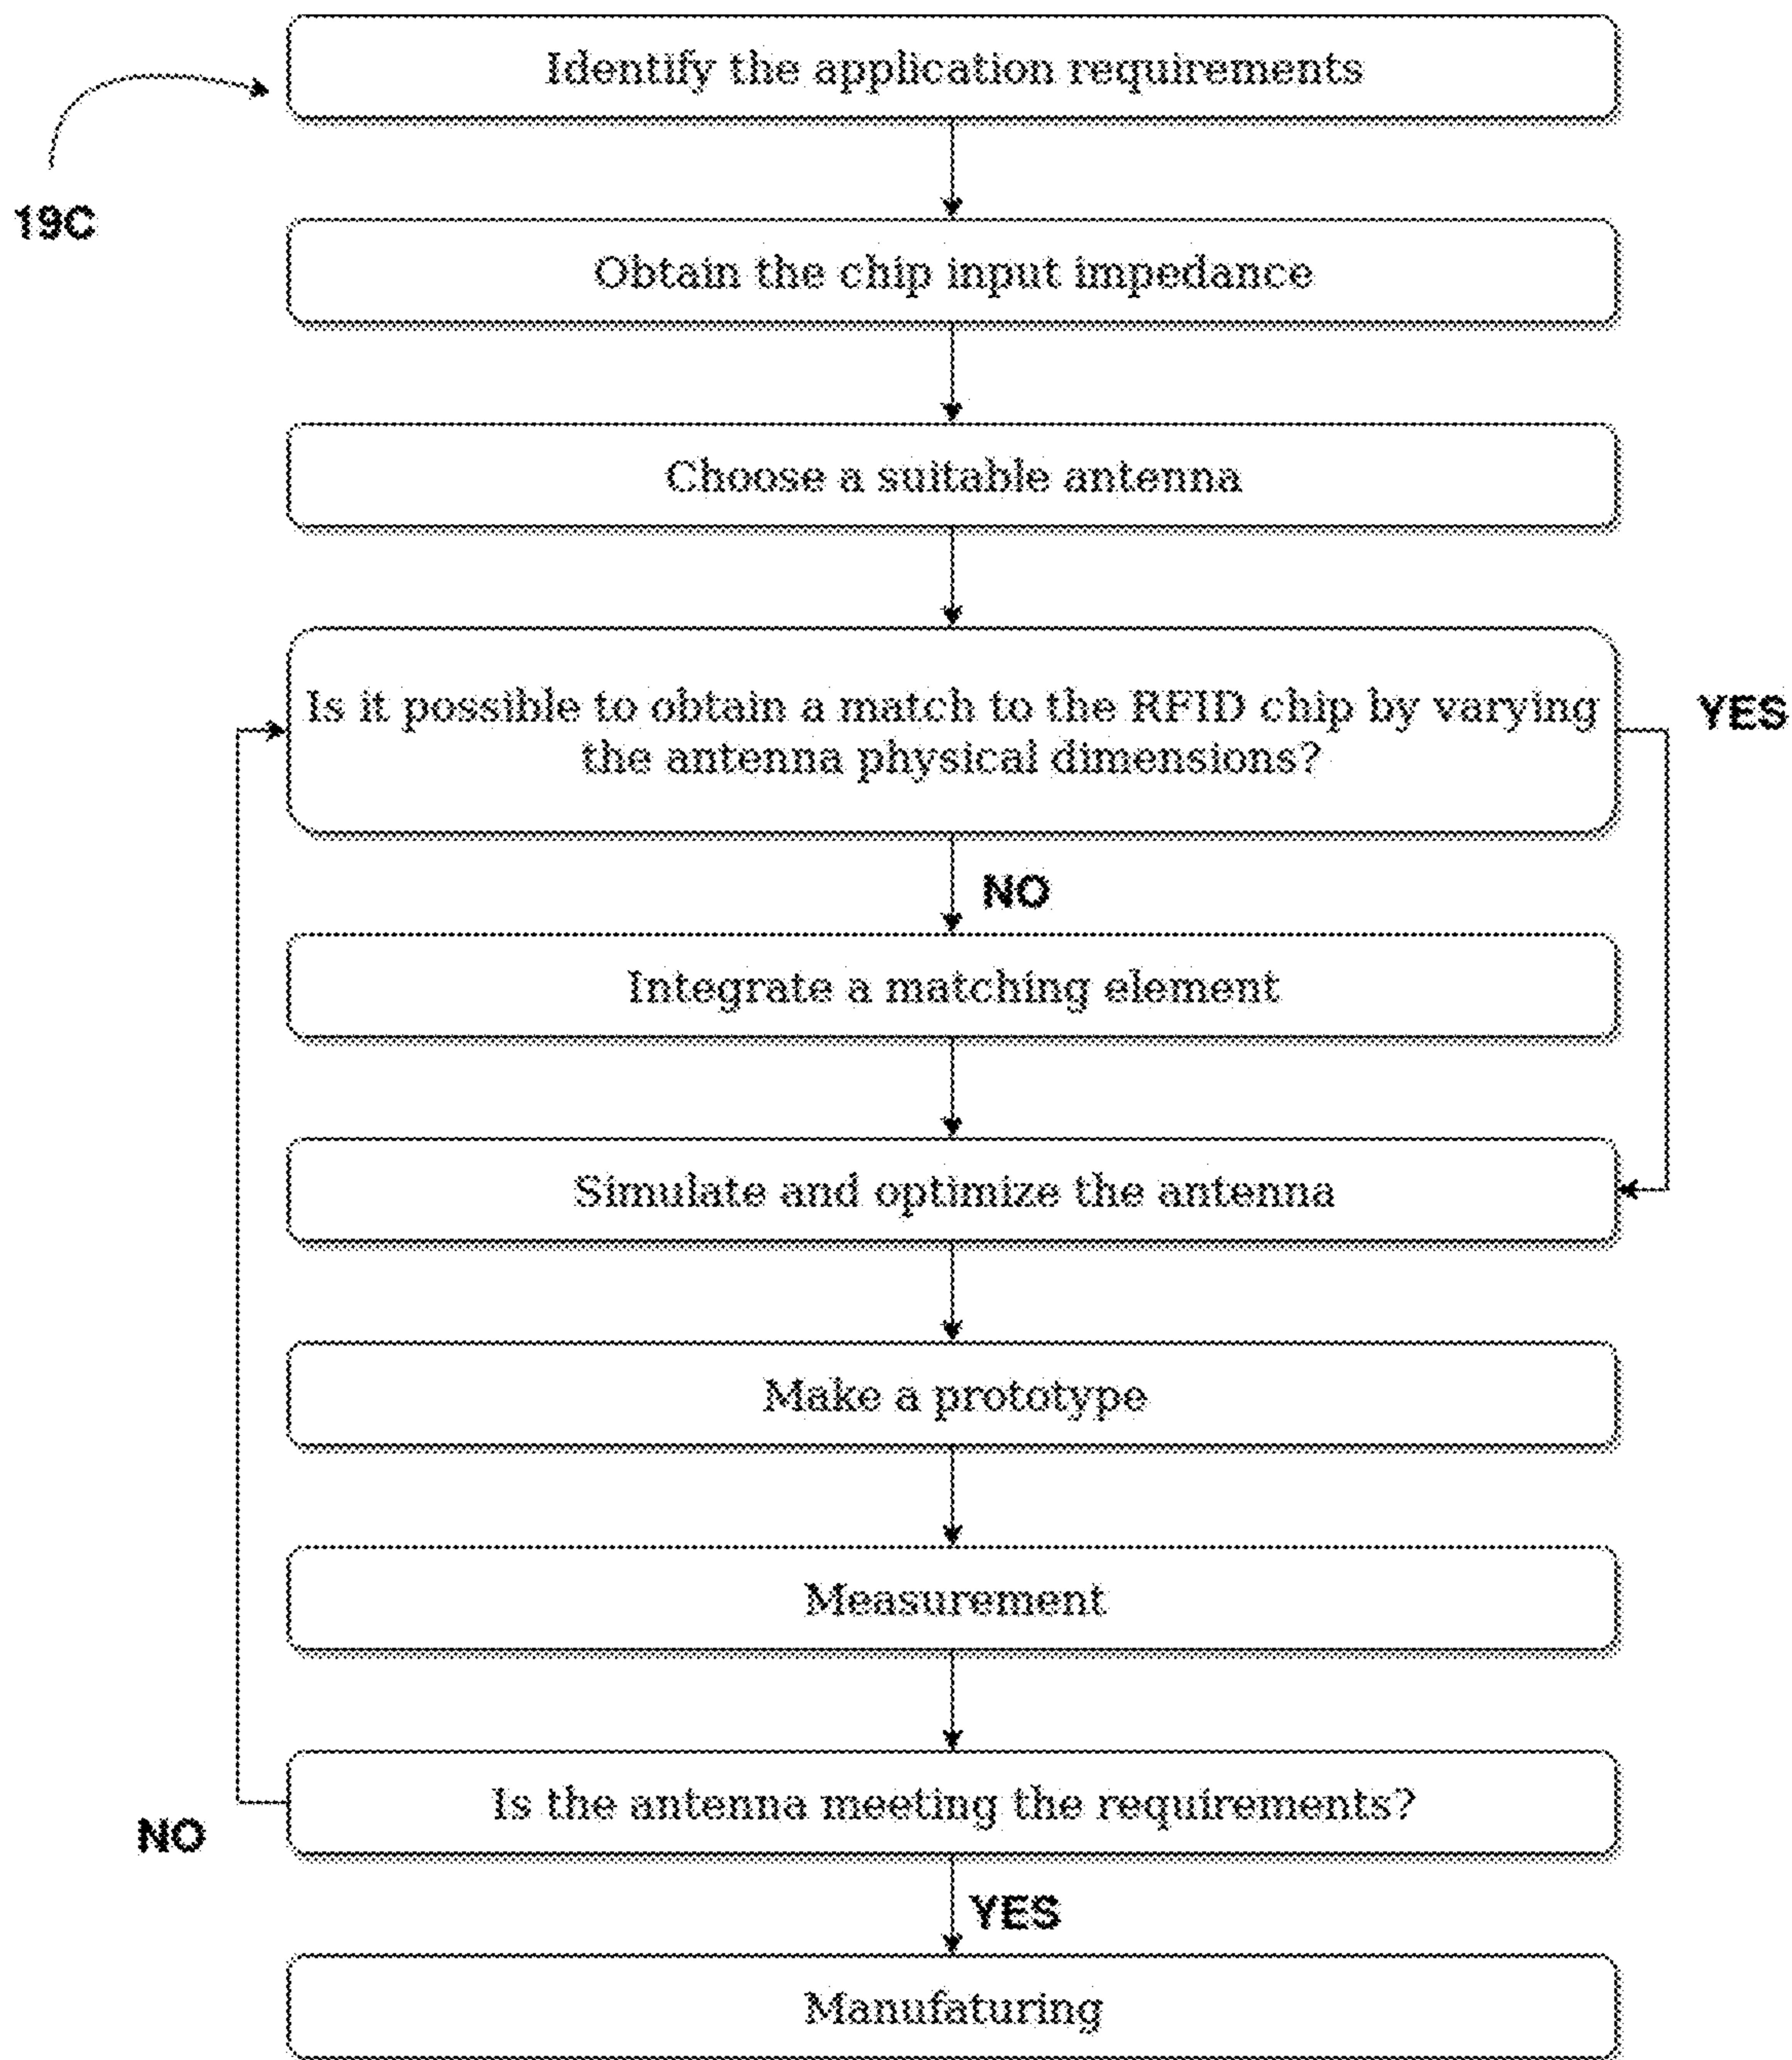 Identify the application requirements
19C
Obtain the chip input impedance
Choose a suitable antenna
Is it possible to obtain a match to the RFID chip by varying
the antenna physical dimensions?
YES
NO
Integrate a matching element
Simulate and optimize the antenna
Make a prototype
Measurement
Is the antenna meeting the requirements?
NO
YES
Manufaturing